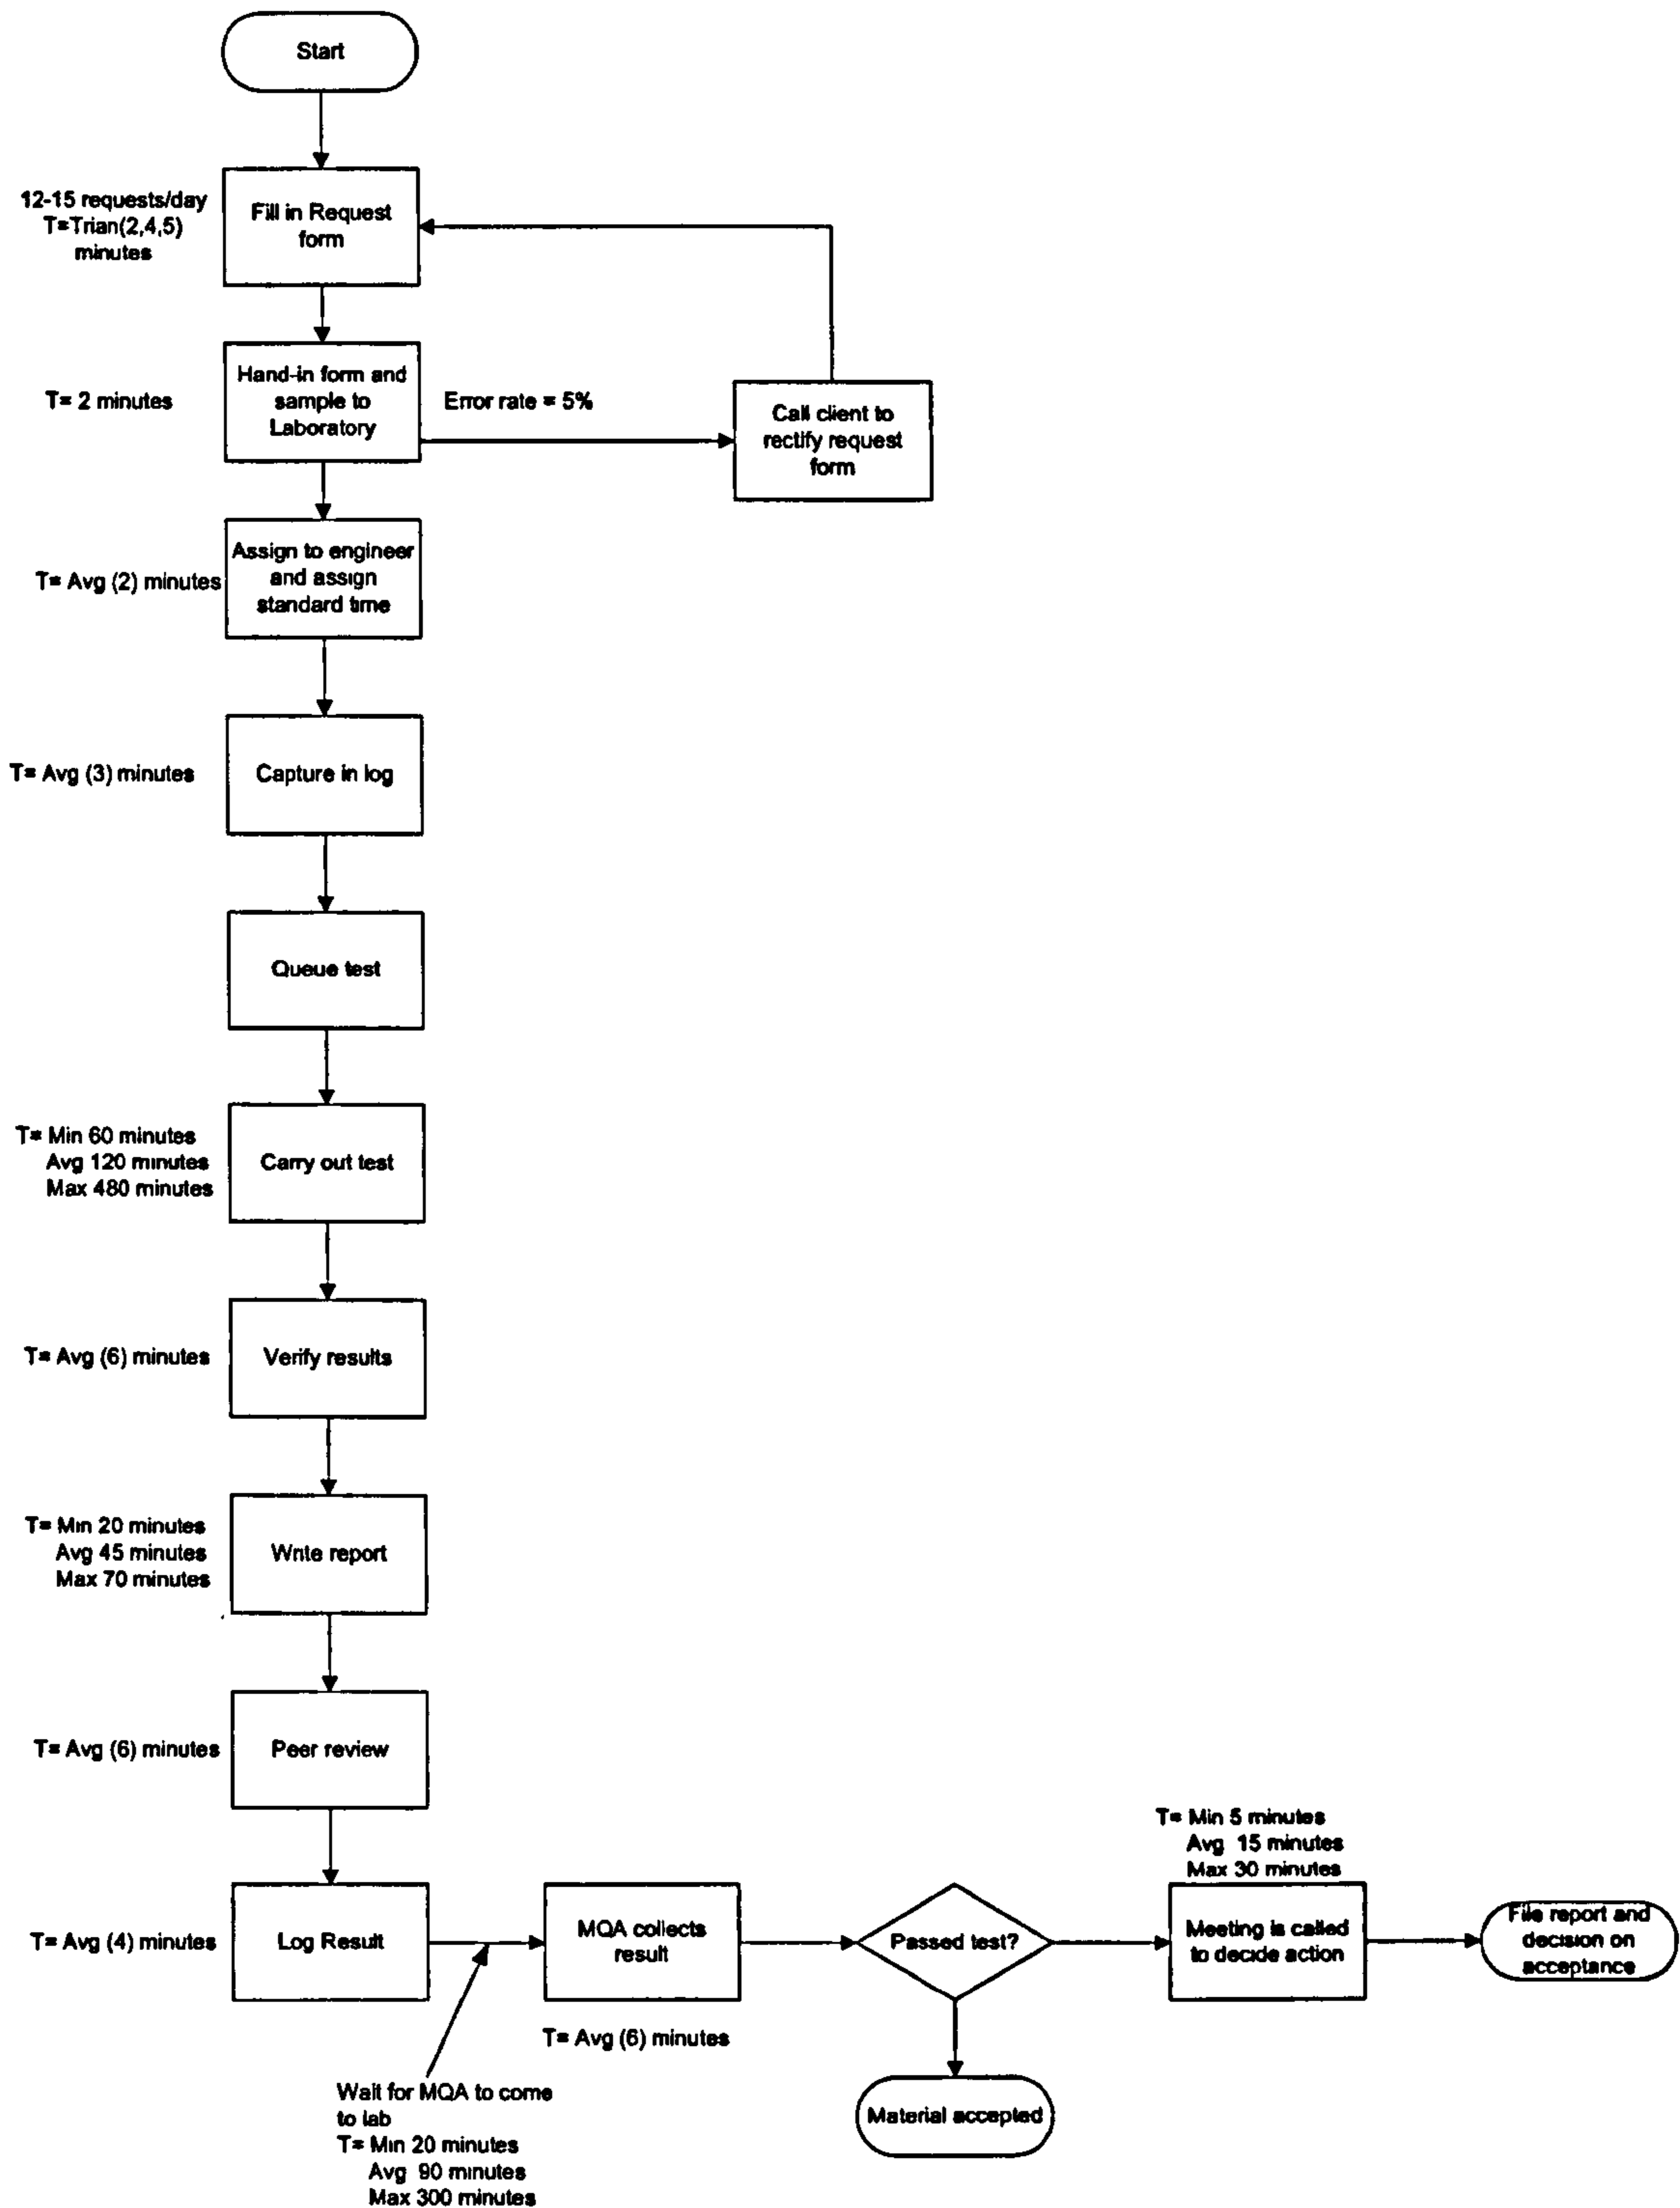 Start
12-15 requests/day
T=Trian(2,4,5)
minutes
Fill in Request
form
T= 2 minutes
Hand-in form and
sample to
Laboratory
Error rate = 5%
Call client to
rectify request
form
T= Avg (2) minutes
Assign to engineer
and assign
standard time
T= Avg (3) minutes
Capture in log
Queue test
T= Min 60 minutes
Avg 120 minutes
Max 480 minutes
Carry out test
T= Avg (6) minutes
Verify results
T= Min 20 minutes
Avg 45 minutes
Max 70 minutes
Write report
T= Avg (6) minutes
Peer review
T= Avg (4) minutes
Log Result
Wait for MQA to come
to lab
T= Min 20 minutes
Avg 90 minutes
Max 300 minutes
MQA collects
result
T= Avg (6) minutes
Passed test?
Material accepted
T= Min 5 minutes
Avg 15 minutes
Max 30 minutes
Meeting is called
to decide action
File report and
decision on
acceptance